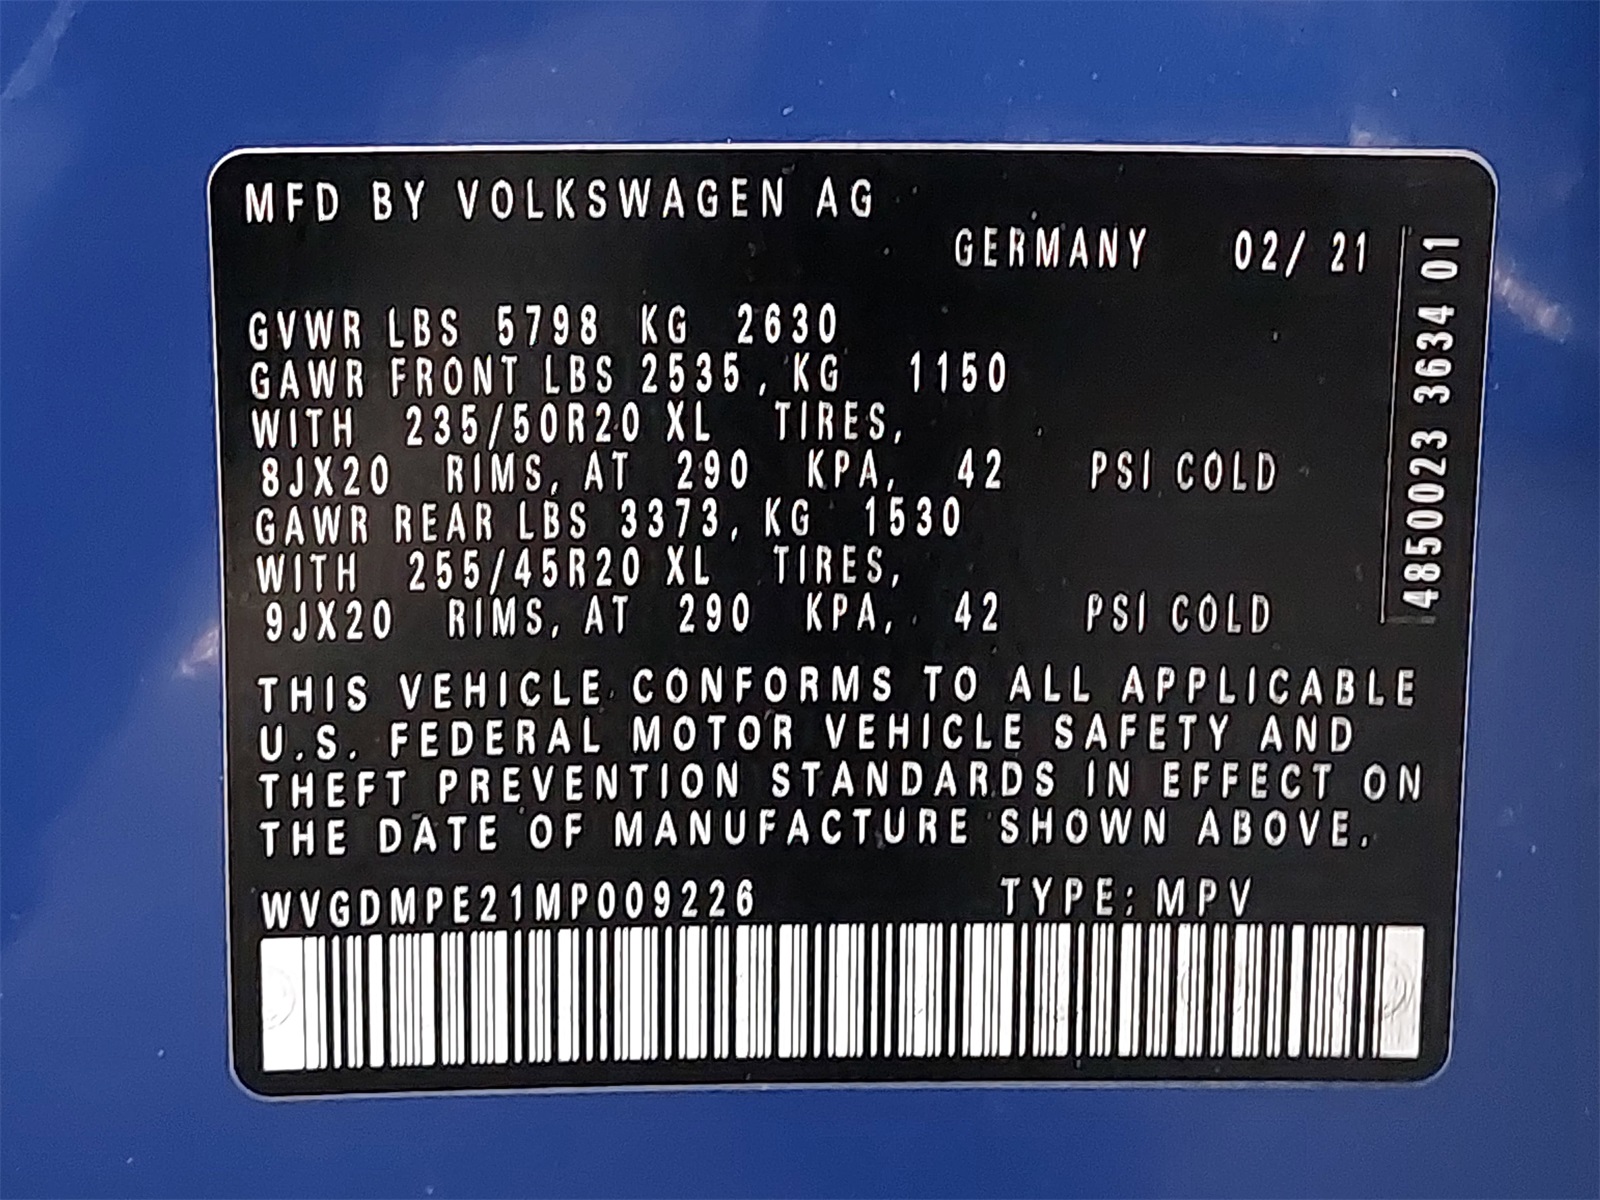 MFD BY VOLKSWAGEN AG
GERMANY 02/ 21
GVWR LBS 5798 KG 2630
GAWR FRONT LBS 2535, KG 1150
WITH 235/50R20 XL TIRES,
8JX20 RIMS, AT 290 KPA, 42 PSI COLD
GAWR REAR LBS 3373, KG 1530
WITH 255/45R20 XL TIRES,
9JX20 RIMS, AT 290 KPA, 42 PSI COLD
THIS VEHICLE CONFORMS TO ALL APPLICABLE
U.S. FEDERAL MOTOR VEHICLE SAFETY AND
THEFT PREVENTION STANDARDS IN EFFECT ON
THE DATE OF MANUFACTURE SHOWN ABOVE.
WVGDMPE21MP009226 TYPE: MPV
4850023 3634 01